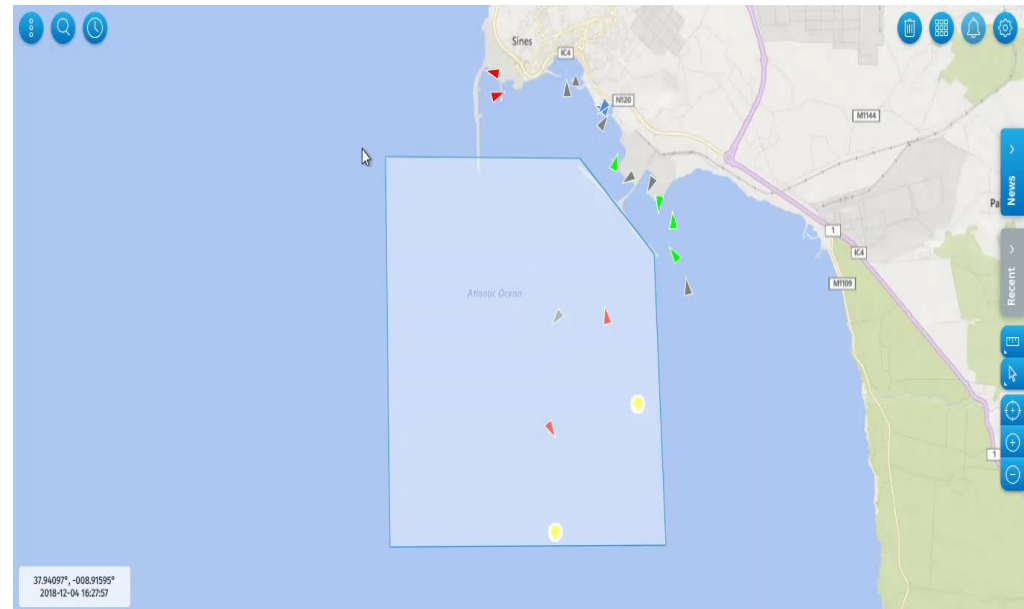 Sines
IC4
N120
M1144
News
Pa
1
IC4
Recent
M1109
Atlantic Ocean
1
37.94097°, -008.91595°
2018-12-04 16:27:57